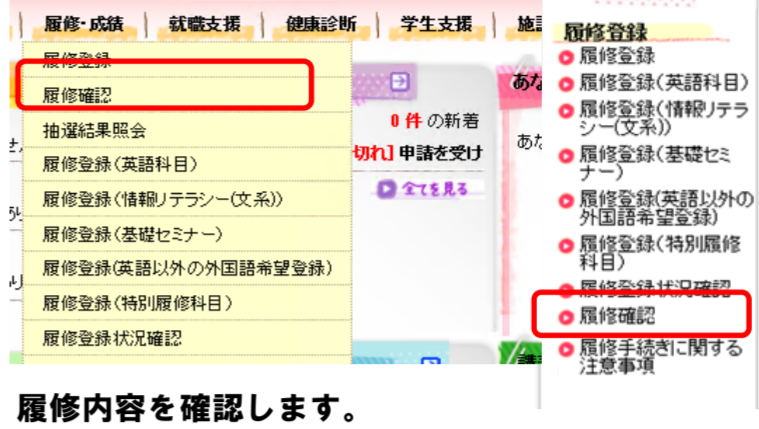 履修・成績
就職支援
健康診断
学生支援
履修登録
履修確認
抽選結果照会
履修登録(英語科目)
履修登録(情報リテラシー(文系))
履修登録(基礎セミナー)
履修登録(英語以外の外国語希望登録)
履修登録(特別履修科目)
履修登録状況確認
0 件 の新着
切れ] 申請を受け
全てを見る
履修登録
履修登録
履修登録(英語科目)
履修登録(情報リテラ
シー(文系))
履修登録(基礎セミ
ナー)
履修登録(英語以外の
外国語希望登録)
履修登録(特別履修
科目)
履修登録状況確認
履修確認
履修手続きに関する
注意事項
履修内容を確認します。